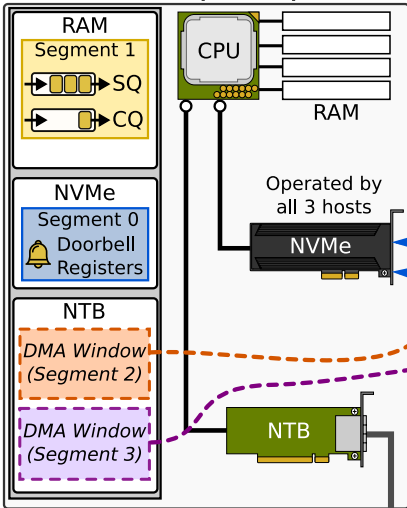 RAM
Segment 1
SQ
CQ
NVMe
Segment 0
Doorbell
Registers
NTB
DMA Window
(Segment 2)
DMA Window
(Segment 3)
CPU
RAM
Operated by
all 3 hosts
NVMe
NTB